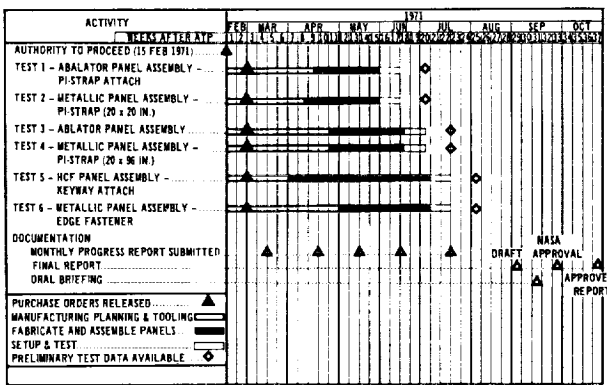 ACTIVITY
1971
FEB MAR APR MAY JUN JUL AUG SEP OCT
WEEKS AFTER ATP
AUTHORITY TO PROCEED (15 FEB 1971)
TEST 1 - ABALATOR PANEL ASSEMBLY -
PI-STRAP ATTACH
TEST 2 - METALLIC PANEL ASSEMBLY -
PI-STRAP (20 x 20 IN.)
TEST 3 - ABLATOR PANEL ASSEMBLY
TEST 4 - METALLIC PANEL ASSEMBLY -
PI-STRAP (20 x 96 IN.)
TEST 5 - HCF PANEL ASSEMBLY -
KEYWAY ATTACH
TEST 6 - METALLIC PANEL ASSEMBLY -
EDGE FASTENER
DOCUMENTATION
MONTHLY PROGRESS REPORT SUBMITTED
FINAL REPORT
ORAL BRIEFING
NASA
DRAFT APPROVAL
APPROVE
REPORT
PURCHASE ORDERS RELEASED
MANUFACTURING PLANNING & TOOLING
FABRICATE AND ASSEMBLE PANELS
SETUP & TEST
PRELIMINARY TEST DATA AVAILABLE